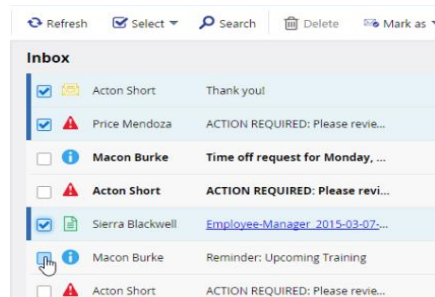 Refresh Select Search Delete Mark as
Inbox
Acton Short Thank you!
Price Mendoza ACTION REQUIRED: Please revie...
Macon Burke Time off request for Monday, ...
Acton Short ACTION REQUIRED: Please revi...
Sierra Blackwell Employee-Manager_2015-03-07-...
Macon Burke Reminder: Upcoming Training
Acton Short ACTION REQUIRED: Please revie...